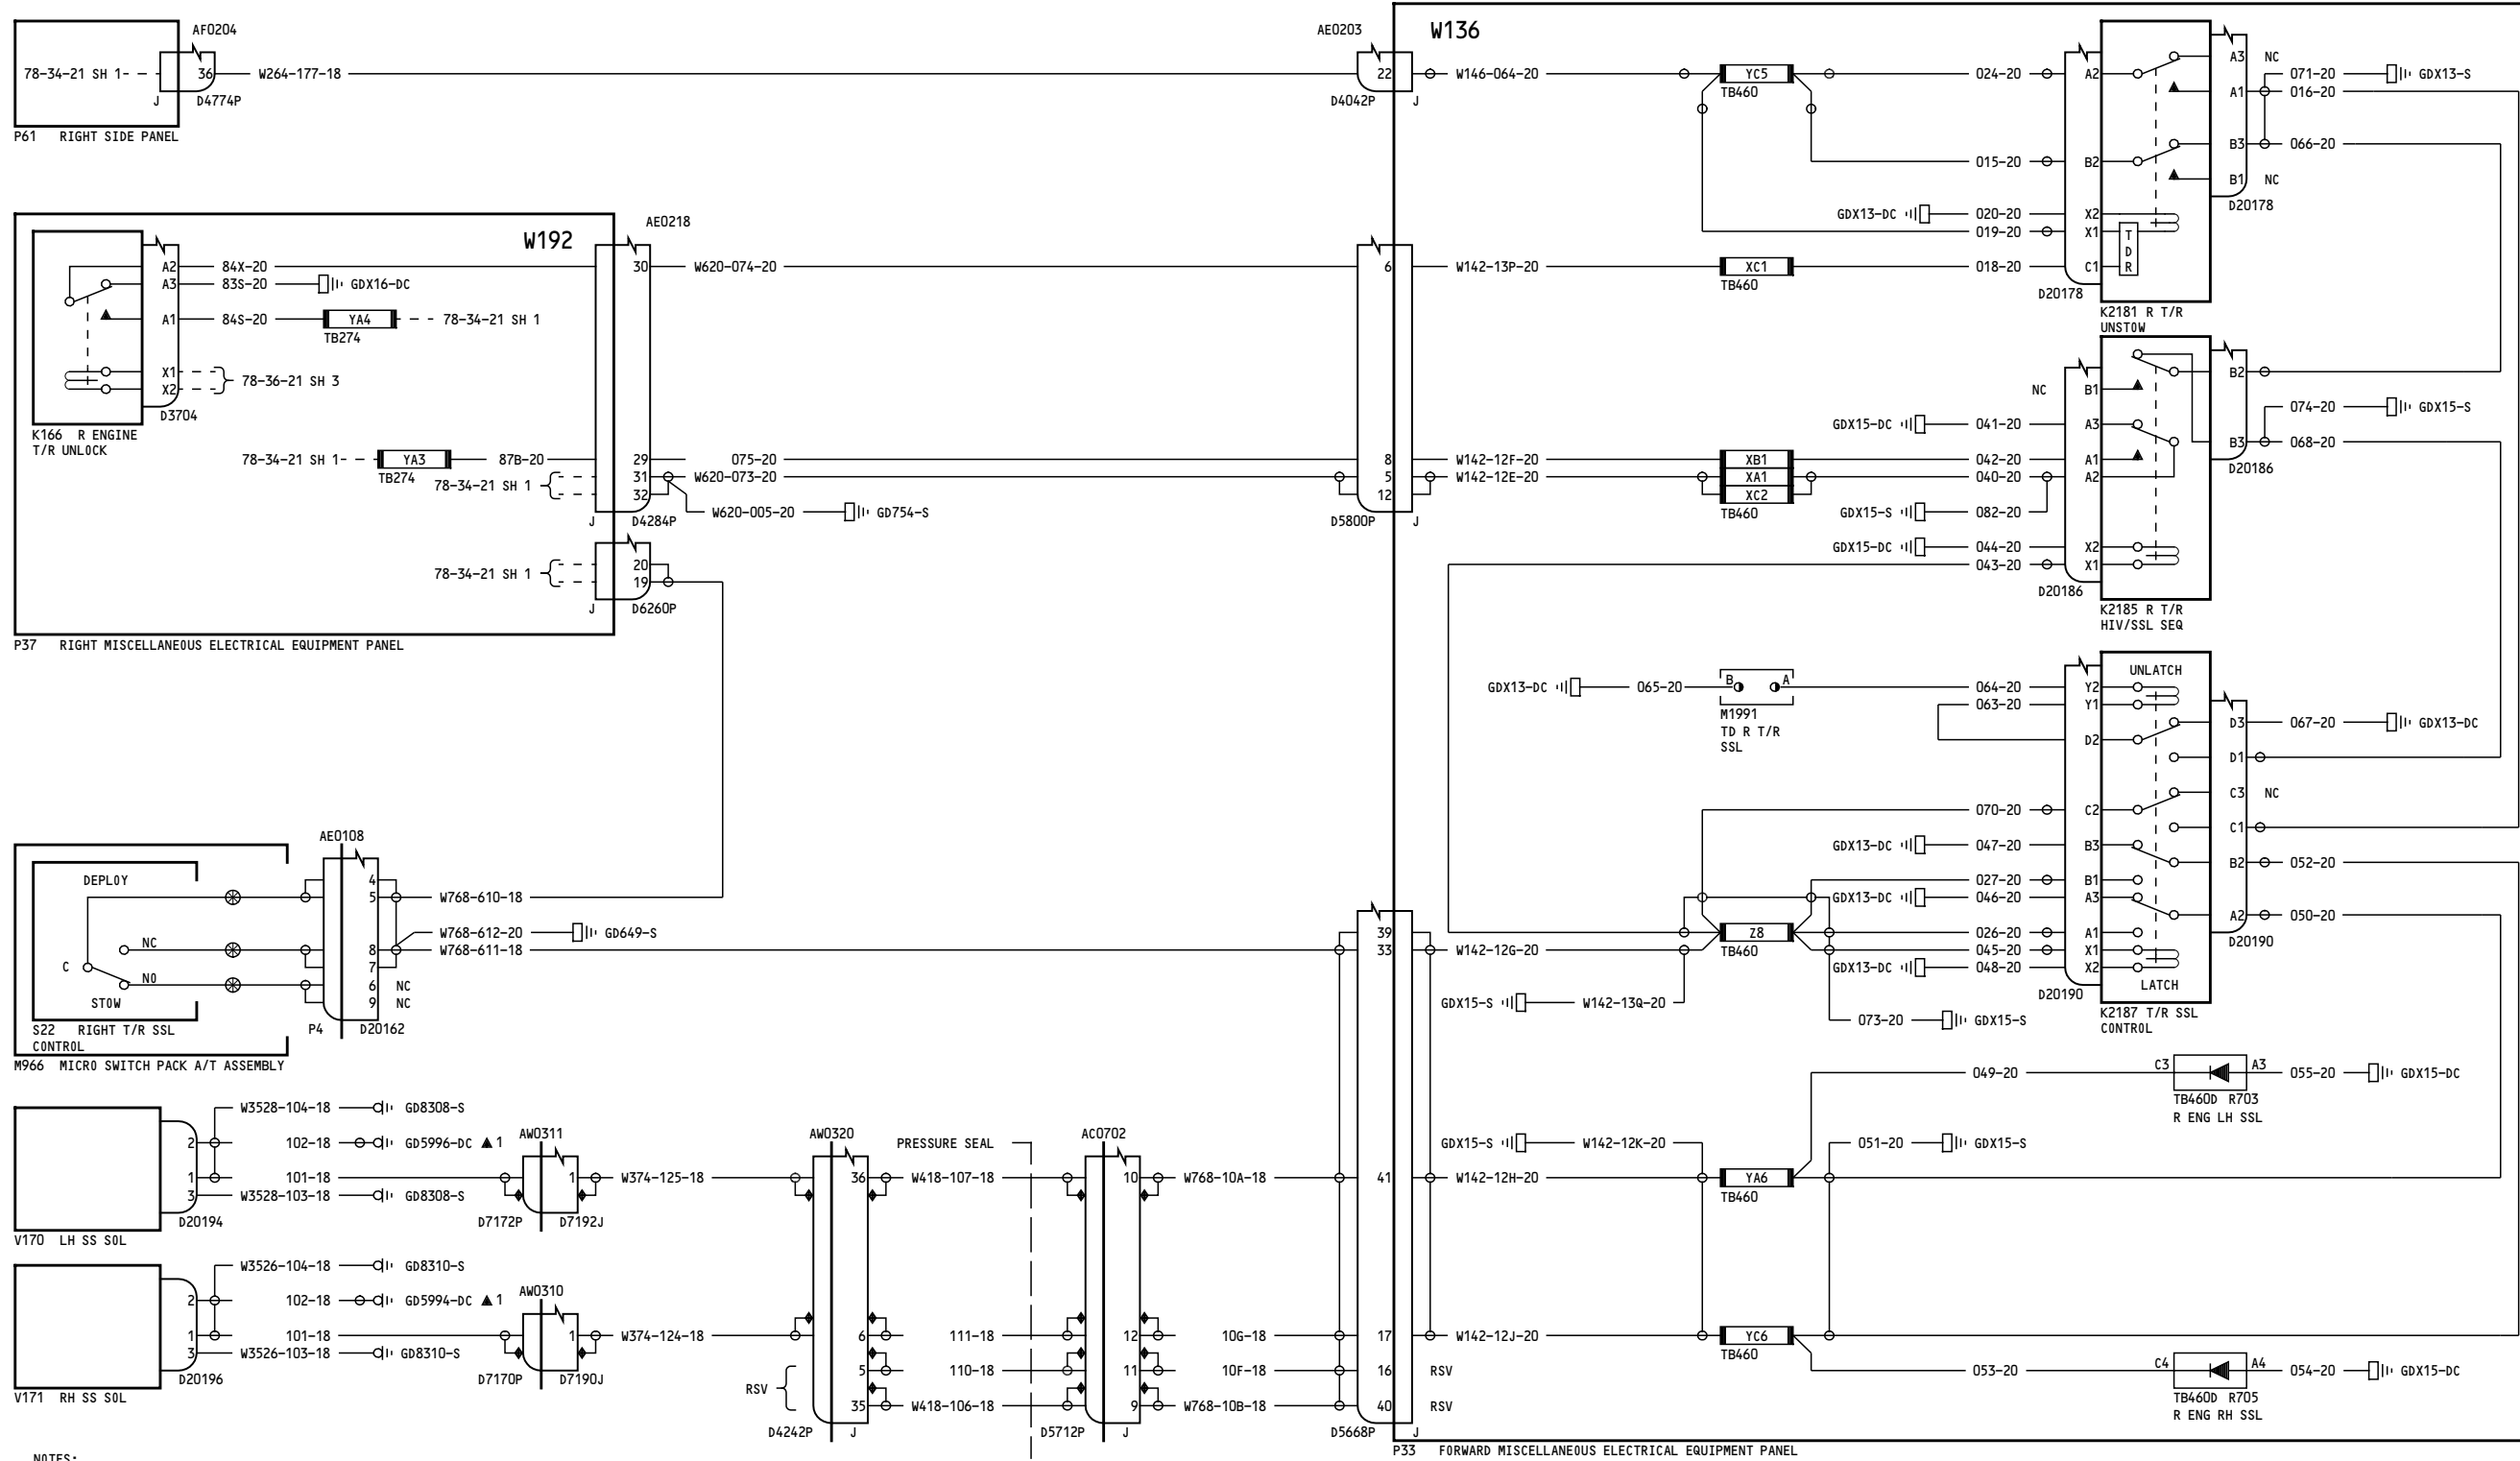 AF0204
78-34-21 SH 1
36
W264-177-18
J
D4774P
P61 RIGHT SIDE PANEL
AE0203
22
D4042P
J
W136
W146-064-20
YC5
TB460
024-20
A2
A3
NC
071-20
GDX13-S
A1
016-20
015-20
B2
B3
066-20
B1
NC
GDX13-DC
020-20
X2
D20178
019-20
X1
T
D
R
W142-13P-20
XC1
TB460
018-20
C1
D20178
K2181 R T/R
UNSTOW
W192
AE0218
A2
84X-20
30
W620-074-20
6
A3
83S-20
GDX16-DC
A1
84S-20
YA4
78-34-21 SH 1
TB274
X1
X2
78-36-21 SH 3
D3704
K166 R ENGINE
T/R UNLOCK
78-34-21 SH 1
YA3
87B-20
TB274
29
075-20
8
78-34-21 SH 1
31
W620-073-20
5
32
12
W620-005-20
GD754-S
J
D4284P
D5800P
J
78-34-21 SH 1
20
19
J
D6260P
P37 RIGHT MISCELLANEOUS ELECTRICAL EQUIPMENT PANEL
NC
B1
B2
GDX15-DC
041-20
A3
074-20
GDX15-S
B3
068-20
W142-12F-20
XB1
042-20
A1
D20186
W142-12E-20
XA1
040-20
A2
XC2
TB460
GDX15-S
082-20
GDX15-DC
044-20
X2
043-20
X1
D20186
K2185 R T/R
HIV/SSL SEQ
UNLATCH
GDX13-DC
065-20
B
A
M1991
TD R T/R
SSL
064-20
Y2
063-20
Y1
D3
067-20
GDX13-DC
D2
D1
C3
NC
070-20
C2
C1
GDX13-DC
047-20
B3
B2
052-20
027-20
B1
GDX13-DC
046-20
A3
A2
050-20
Z8
TB460
026-20
A1
D20190
045-20
X1
GDX13-DC
048-20
X2
LATCH
D20190
K2187 T/R SSL
CONTROL
39
33
W142-12G-20
GDX15-S
W142-13Q-20
073-20
GDX15-S
AE0108
DEPLOY
4
5
W768-610-18
W768-612-20
GD649-S
NC
8
W768-611-18
C
7
NO
6
NC
STOW
9
NC
S22 RIGHT T/R SSL
CONTROL
P4
D20162
M966 MICRO SWITCH PACK A/T ASSEMBLY
049-20
C3
A3
055-20
GDX15-DC
TB460D R703
R ENG LH SSL
W3528-104-18
GD8308-S
2
102-18
GD5996-DC
1
1
101-18
3
W3528-103-18
GD8308-S
D20194
V170 LH SS SOL
AW0311
1
W374-125-18
D7172P
D7192J
AW0320
36
W418-107-18
PRESSURE SEAL
AC0702
10
W768-10A-18
41
GDX15-S
W142-12K-20
W142-12H-20
YA6
TB460
051-20
GDX15-S
W3526-104-18
GD8310-S
2
102-18
GD5994-DC
1
1
101-18
3
W3526-103-18
GD8310-S
D20196
V171 RH SS SOL
AW0310
1
W374-124-18
D7170P
D7190J
6
111-18
12
10G-18
17
W142-12J-20
YC6
TB460
RSV
5
110-18
11
10F-18
16
RSV
35
W418-106-18
9
W768-10B-18
40
RSV
D4242P
J
D5712P
J
D5668P
J
053-20
C4
A4
054-20
GDX15-DC
TB460D R705
R ENG RH SSL
P33 FORWARD MISCELLANEOUS ELECTRICAL EQUIPMENT PANEL
NOTES: